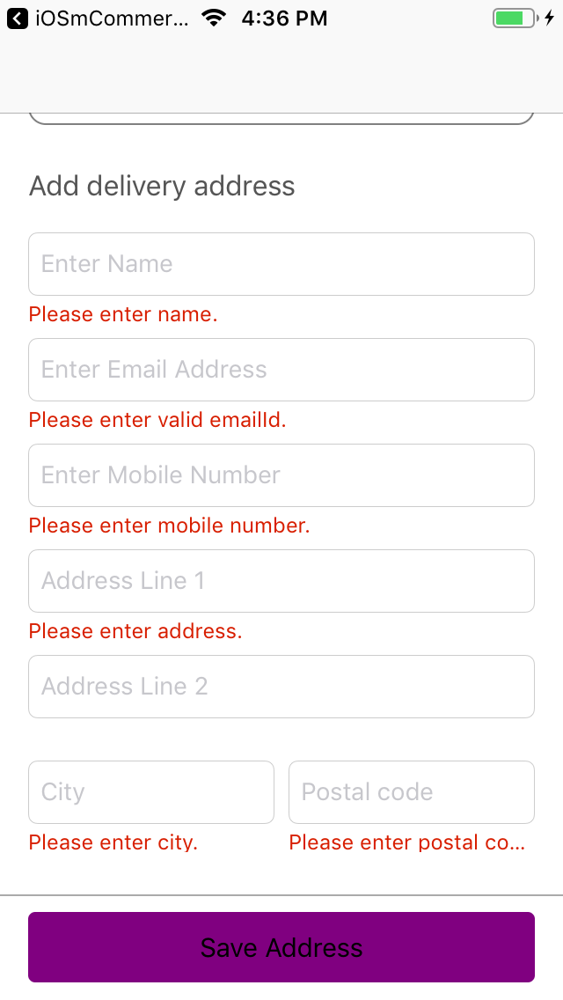 iOSmCommer... 4:36 PM
Add delivery address
Enter Name
Please enter name.
Enter Email Address
Please enter valid emailId.
Enter Mobile Number
Please enter mobile number.
Address Line 1
Please enter address.
Address Line 2
City Postal code
Please enter city. Please enter postal co...
Save Address